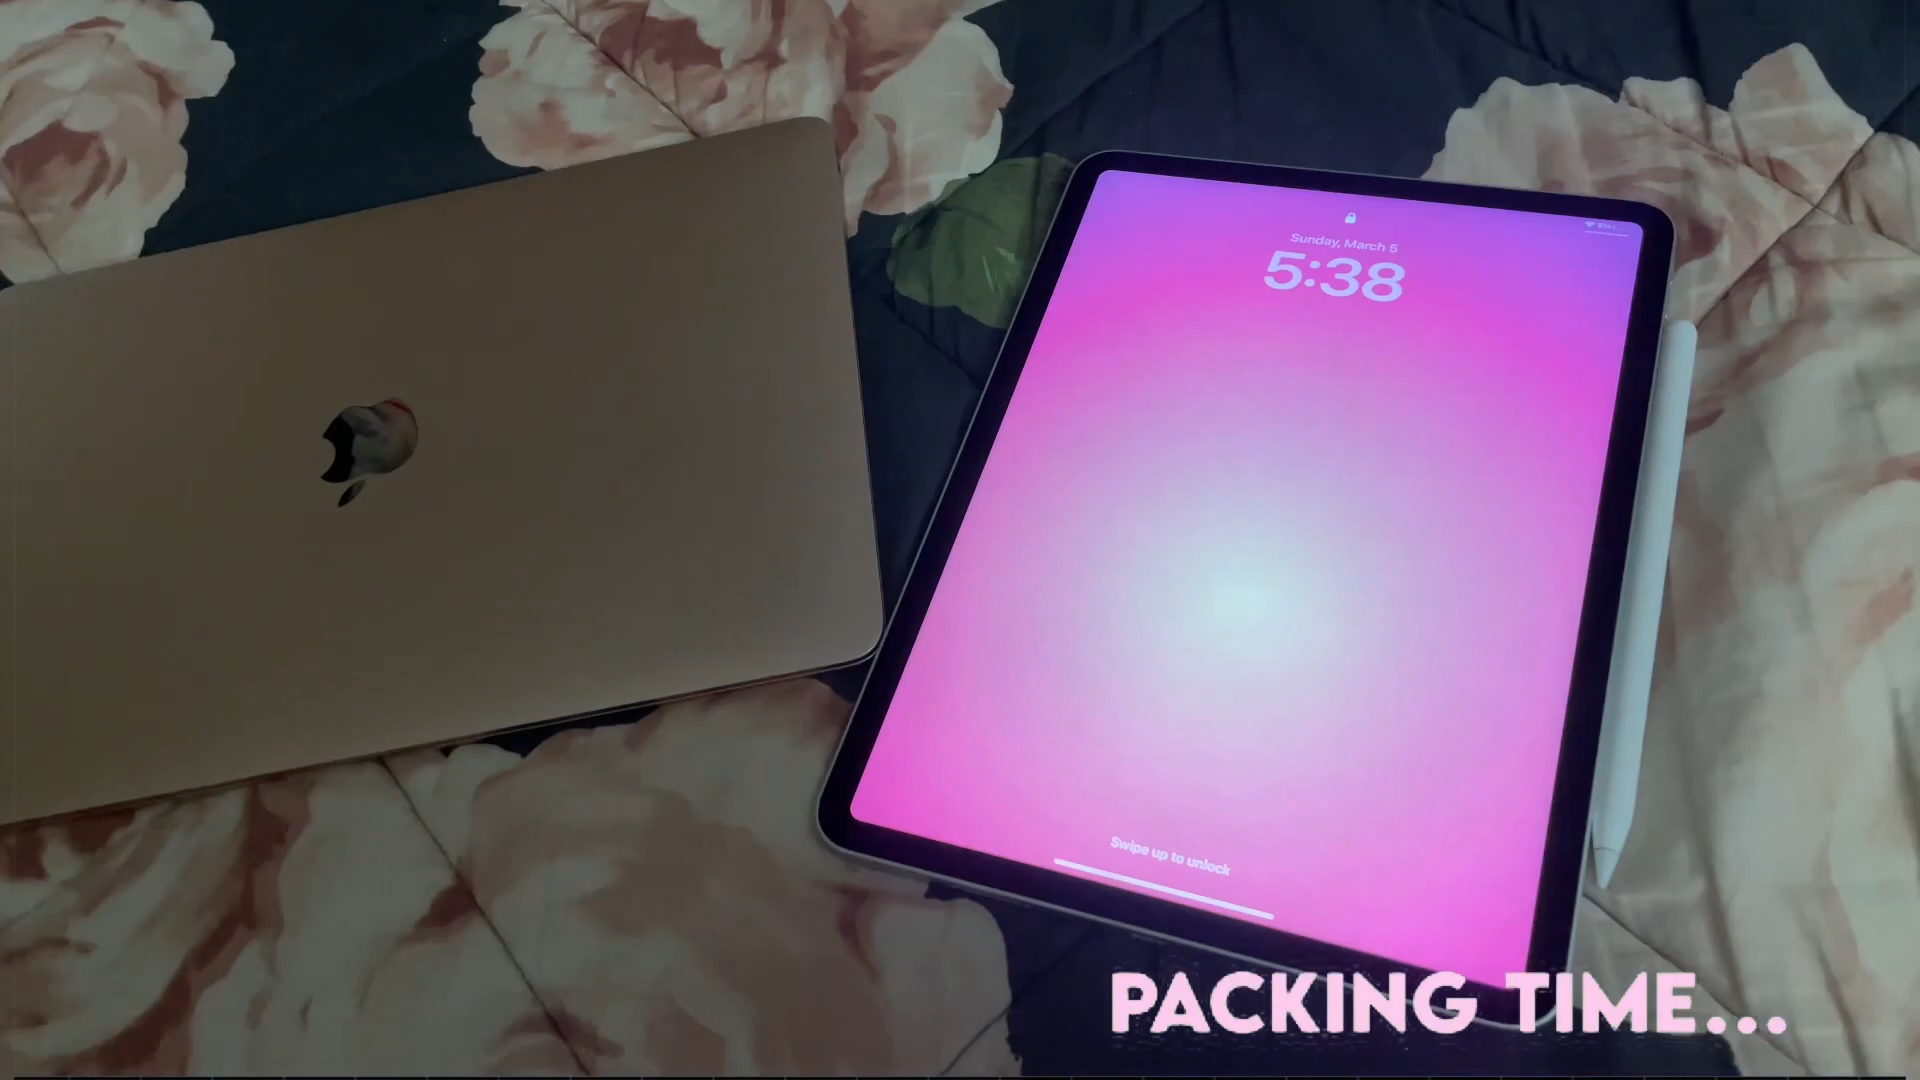 Sunday, March 5
5:38
Swipe up to unlock
PACKING TIME...